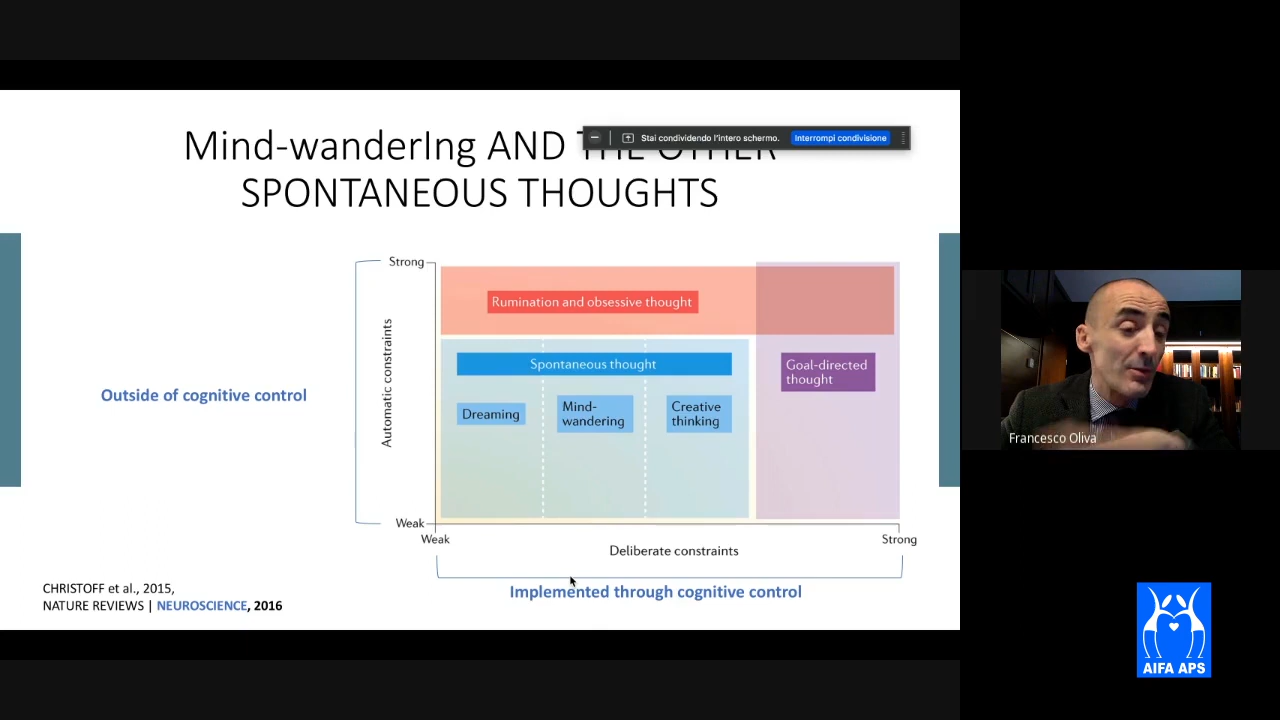 Mind-wanderIng AND THE OTHER
Stai condividendo l'intero schermo.
Interrompi condivisione
SPONTANEOUS THOUGHTS
Strong
Rumination and obsessive thought
Automatic constraints
Spontaneous thought
Goal-directed
thought
Outside of cognitive control
Dreaming
Mind-
wandering
Creative
thinking
Weak
Weak
Strong
Deliberate constraints
Implemented through cognitive control
CHRISTOFF et al., 2015,
NATURE REVIEWS | NEUROSCIENCE, 2016
Francesco Oliva
AIFA APS